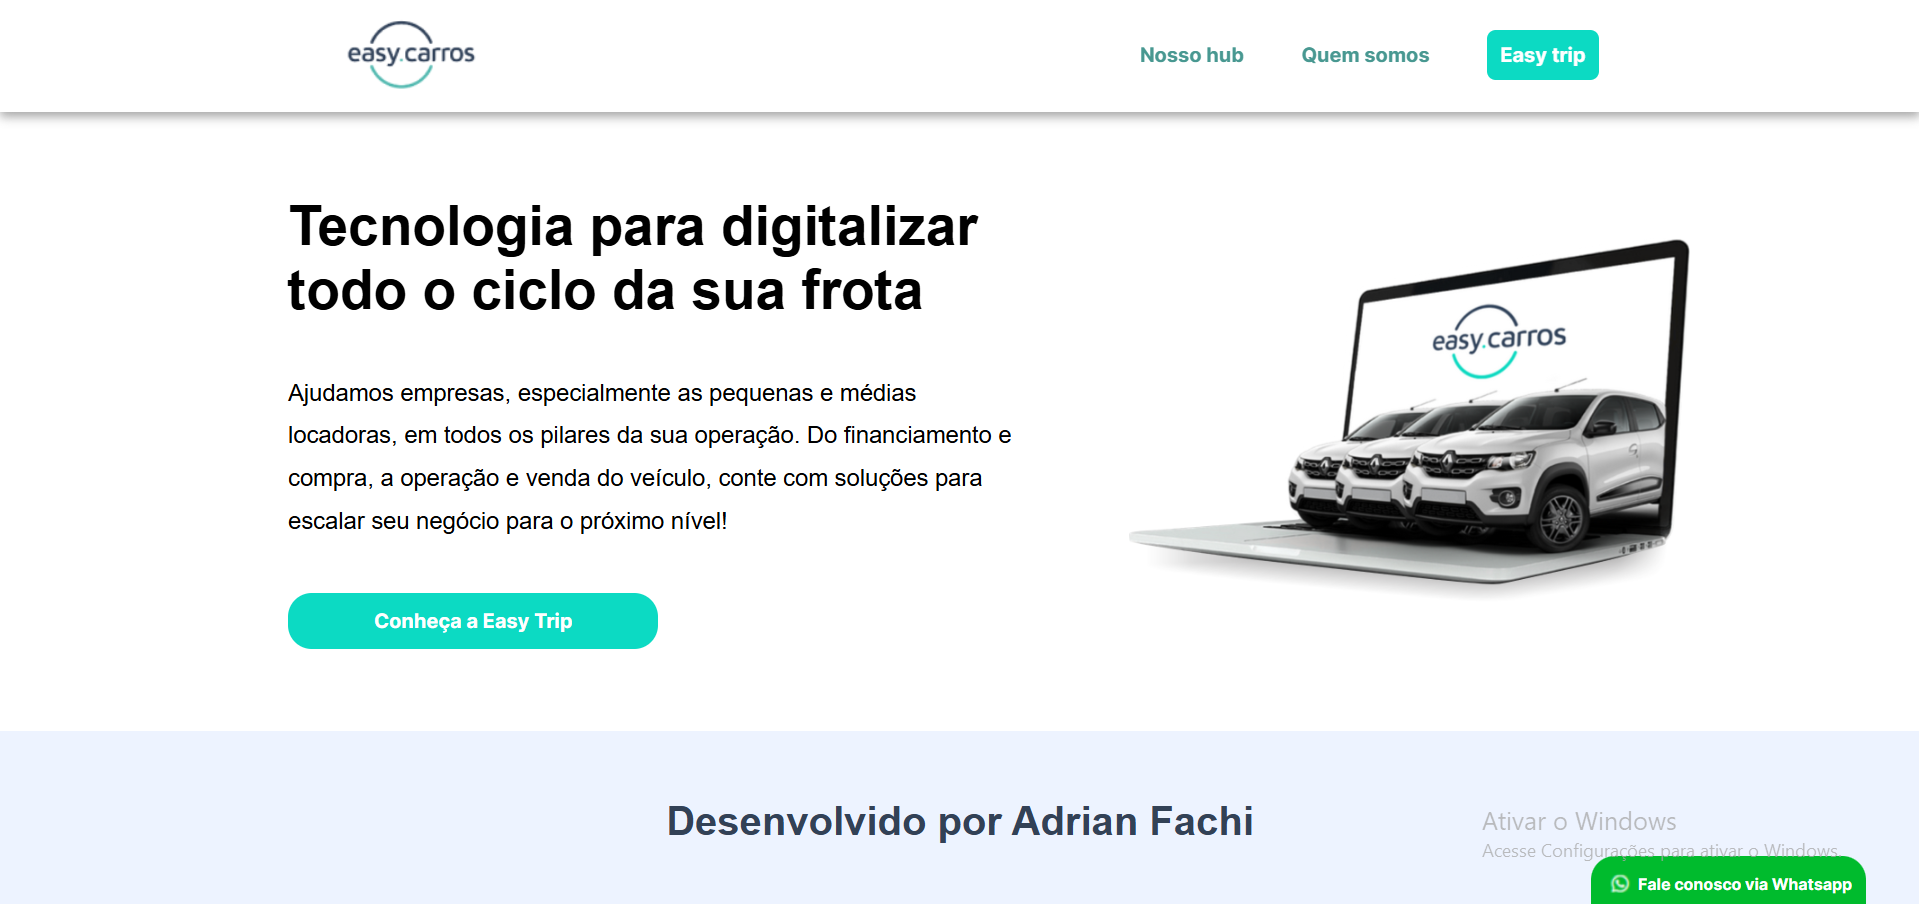 easy.carros
Nosso hub
Quem somos
Easy trip
Tecnologia para digitalizar
todo o ciclo da sua frota
Ajudamos empresas, especialmente as pequenas e médias
locadoras, em todos os pilares da sua operação. Do financiamento e
compra, a operação e venda do veículo, conte com soluções para
escalar seu negócio para o próximo nível!
Conheça a Easy Trip
easy.carros
Desenvolvido por Adrian Fachi
Ativar o Windows
Acesse Configurações para ativar o Windows.
Fale conosco via Whatsapp